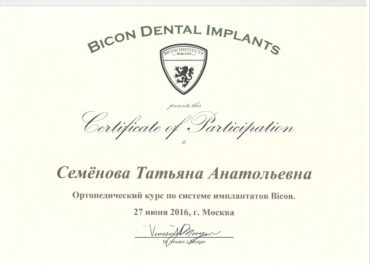 BICON DENTAL IMPLANTS
BICON INSTITUTE
presents this
Certificate of Participation
to
Семёнова Татьяна Анатольевна
Ортопедический курс по системе имплантатов Bicon.
27 июня 2016, г. Москва
Vincent J. Morgan
Dr. Vincent J. Morgan